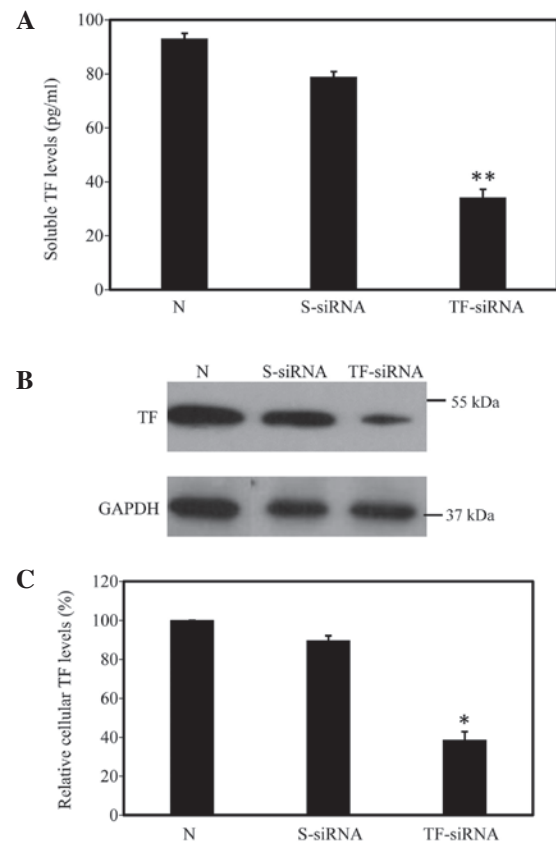 A
Soluble TF levels (pg/ml)
100
80
60
40
20
0
**
N S-siRNA TF-siRNA
B
N S-siRNA TF-siRNA
TF
55 kDa
GAPDH
37 kDa
C
Relative cellular TF levels (%)
120
100
80
60
40
20
0
*
N S-siRNA TF-siRNA